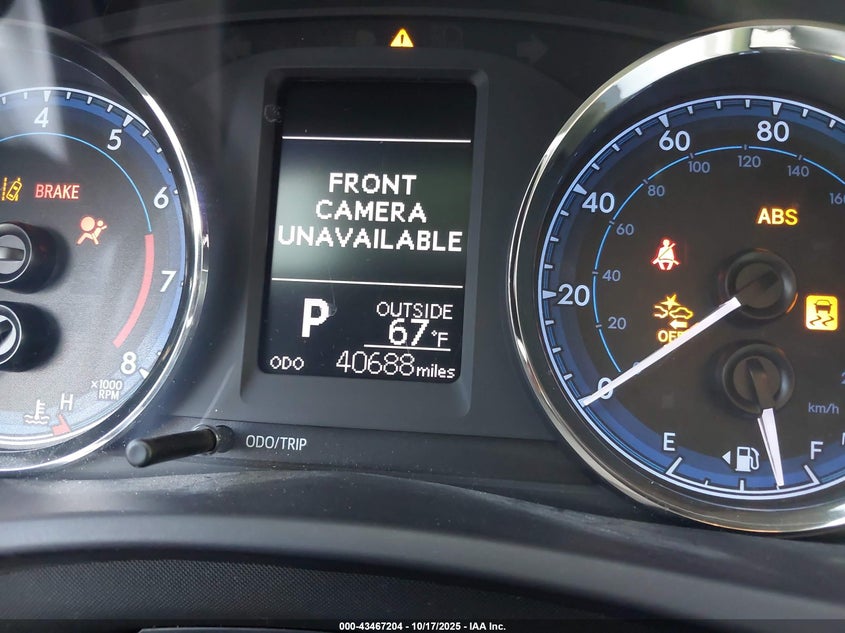 4
5
6
7
8
BRAKE
×1000
RPM
H
FRONT
CAMERA
UNAVAILABLE
P
OUTSIDE
67°F
ODO 40688 miles
ODO/TRIP
0
20
40
60
80
20
40
60
80
100
120
140
ABS
OFF
km/h
E
F
000-43467204 - 10/17/2025 - IAA Inc.